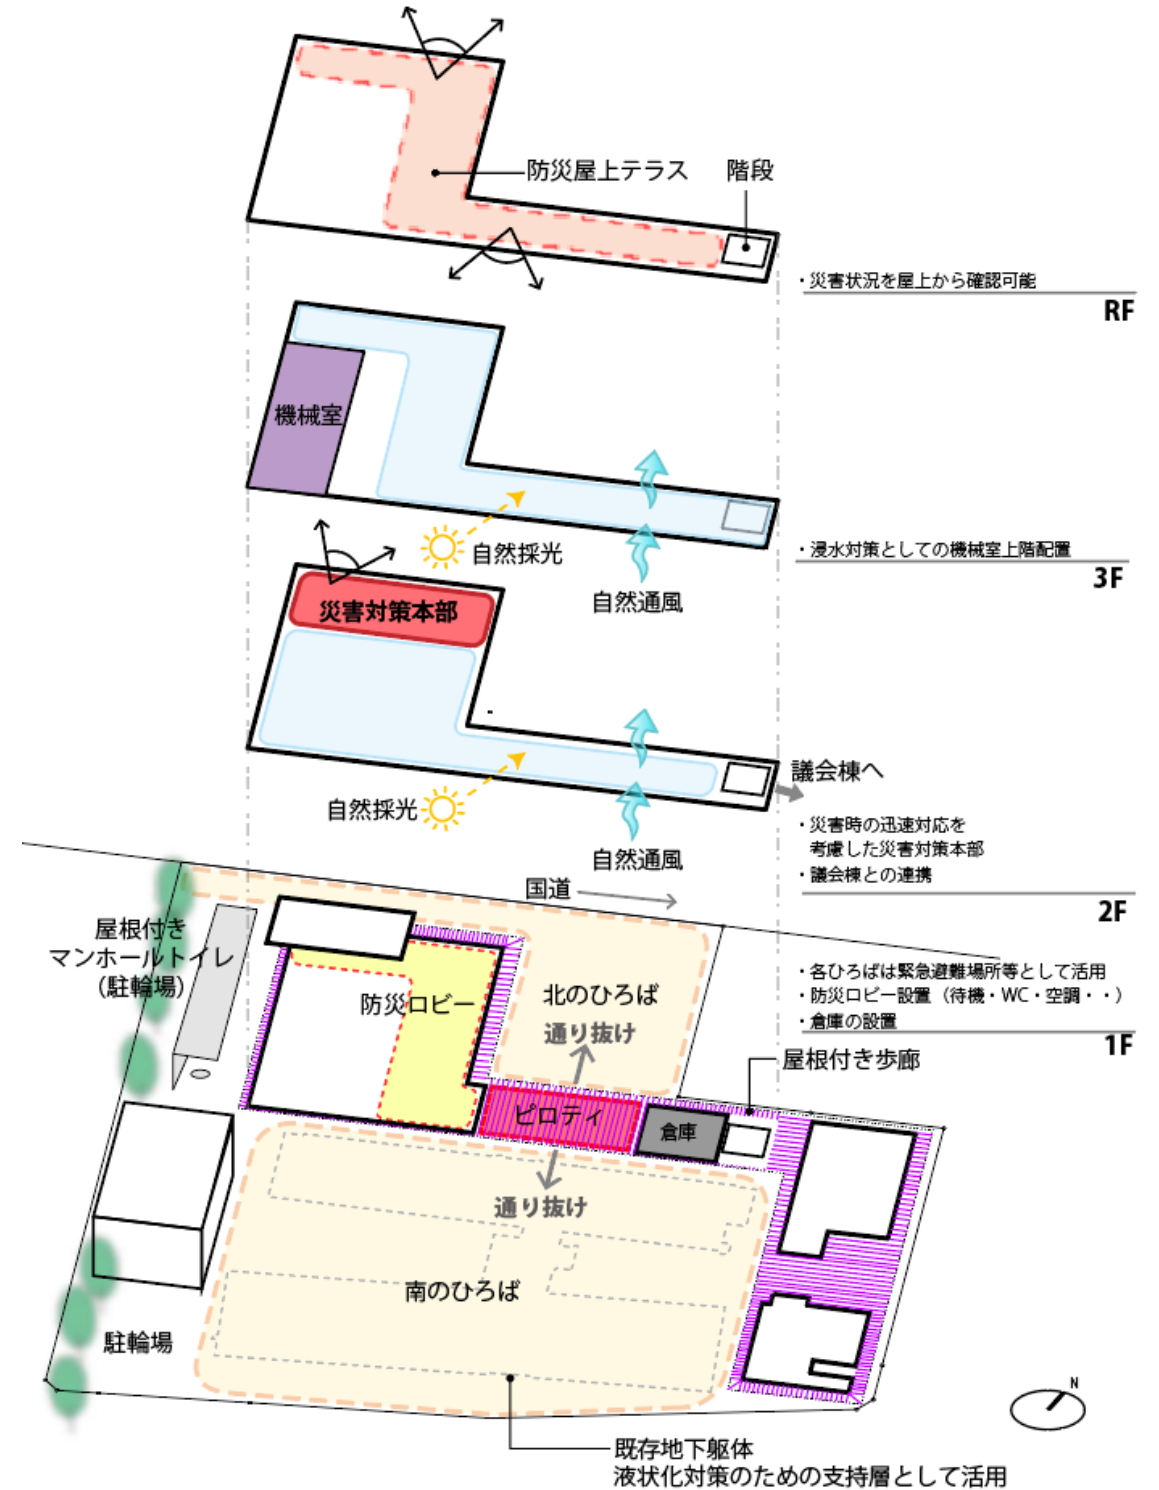 防災屋上テラス
階段
・災害状況を屋上から確認可能
RF
機械室
自然採光
自然通風
・浸水対策としての機械室上階配置
3F
災害対策本部
自然採光
自然通風
議会棟へ
・災害時の迅速対応を
考慮した災害対策本部
・議会棟との連携
2F
国道
屋根付き
マンホールトイレ
（駐輪場）
防災ロビー
北のひろば
通り抜け
・各ひろばは緊急避難場所等として活用
・防災ロビー設置（待機・WC・空調・・）
・倉庫の設置
1F
屋根付き歩廊
ピロティ
倉庫
通り抜け
南のひろば
駐輪場
N
既存地下躯体
液状化対策のための支持層として活用